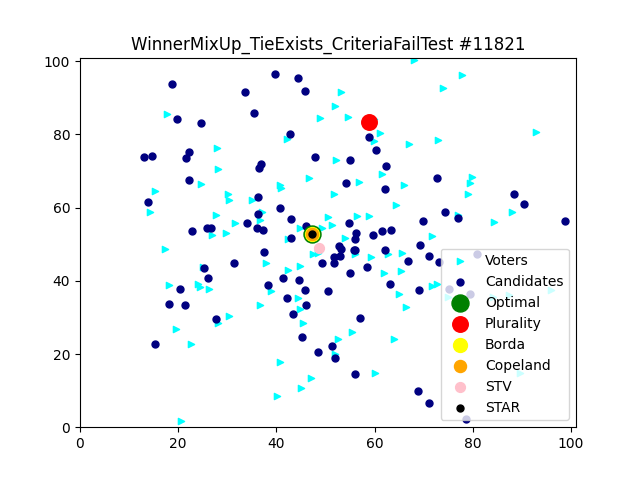 WinnerMixUp_TieExists_CriteriaFailTest #11821
100
80
60
40
20
0
0 20 40 60 80 100
Voters
Candidates
Optimal
Plurality
Borda
Copeland
STV
STAR